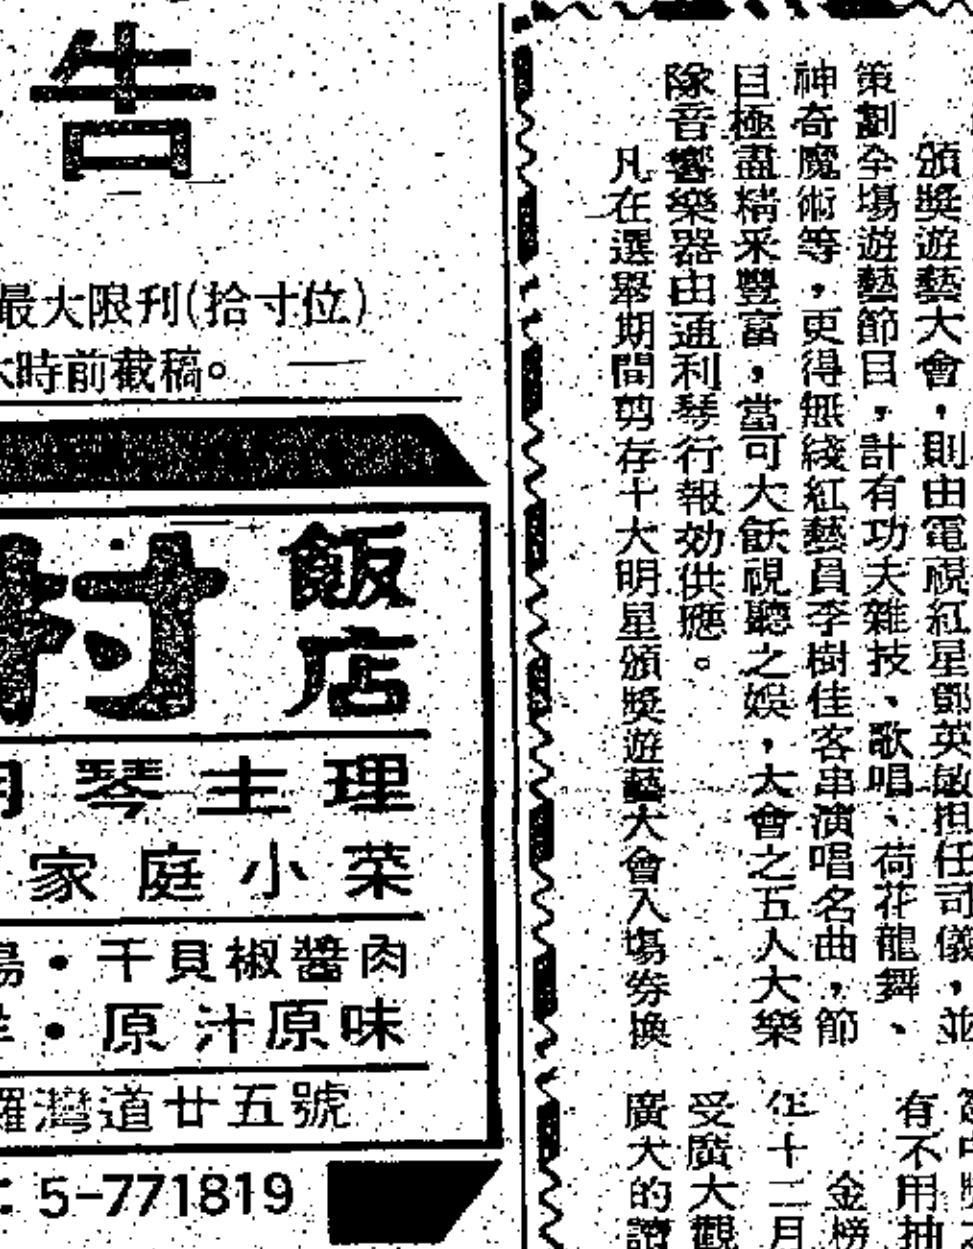 頒獎遊藝大會，則由電視紅星鄧英敏担任司儀，並
策劃全場遊藝節目，計有功夫雜技、歌唱、荷花龍舞、
神奇魔術等，更得無綫紅藝員李樹佳客串演唱名曲，節
目極盡精采豐富，當可大飫視聽之娛，大會之五人大樂
隊音響樂器由通利琴行報効供應。
凡在選舉期間剪存十大明星頒獎遊藝大會入場券換
有不用抽
金榜
年十二月
受廣大觀
廣大的讀
告
最大限刊(拾寸位)
時前截稿。
村
飯店
琴主理
家庭小菜
湯・干貝椒醬肉
・原汁原味
羅灣道廿五號
: 5-771819